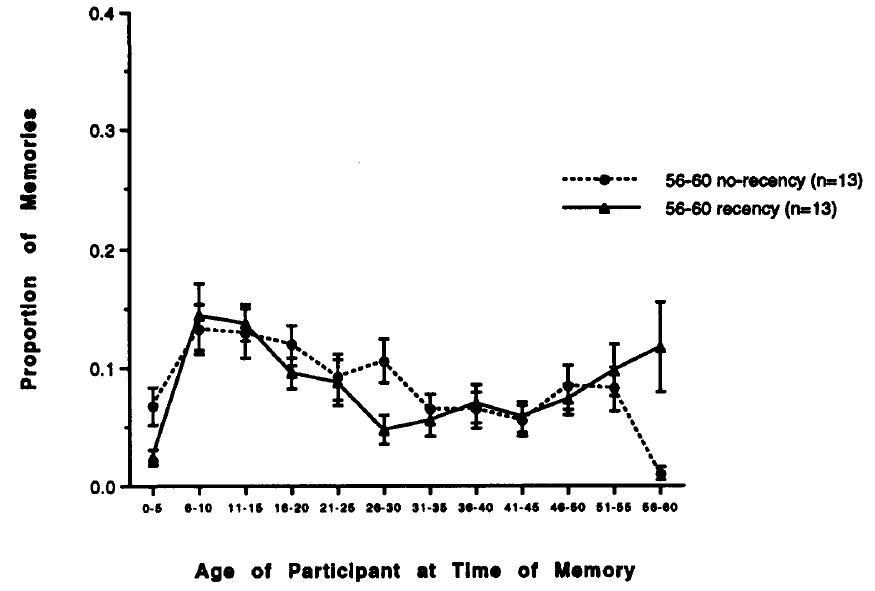 0.4
0.3
0.2
0.1
0.0
Proportion of Memories
56-60 no-recency (n=13)
56-60 recency (n=13)
0-5 6-10 11-15 16-20 21-25 26-30 31-35 36-40 41-45 46-50 51-55 56-60
Age of Participant at Time of Memory